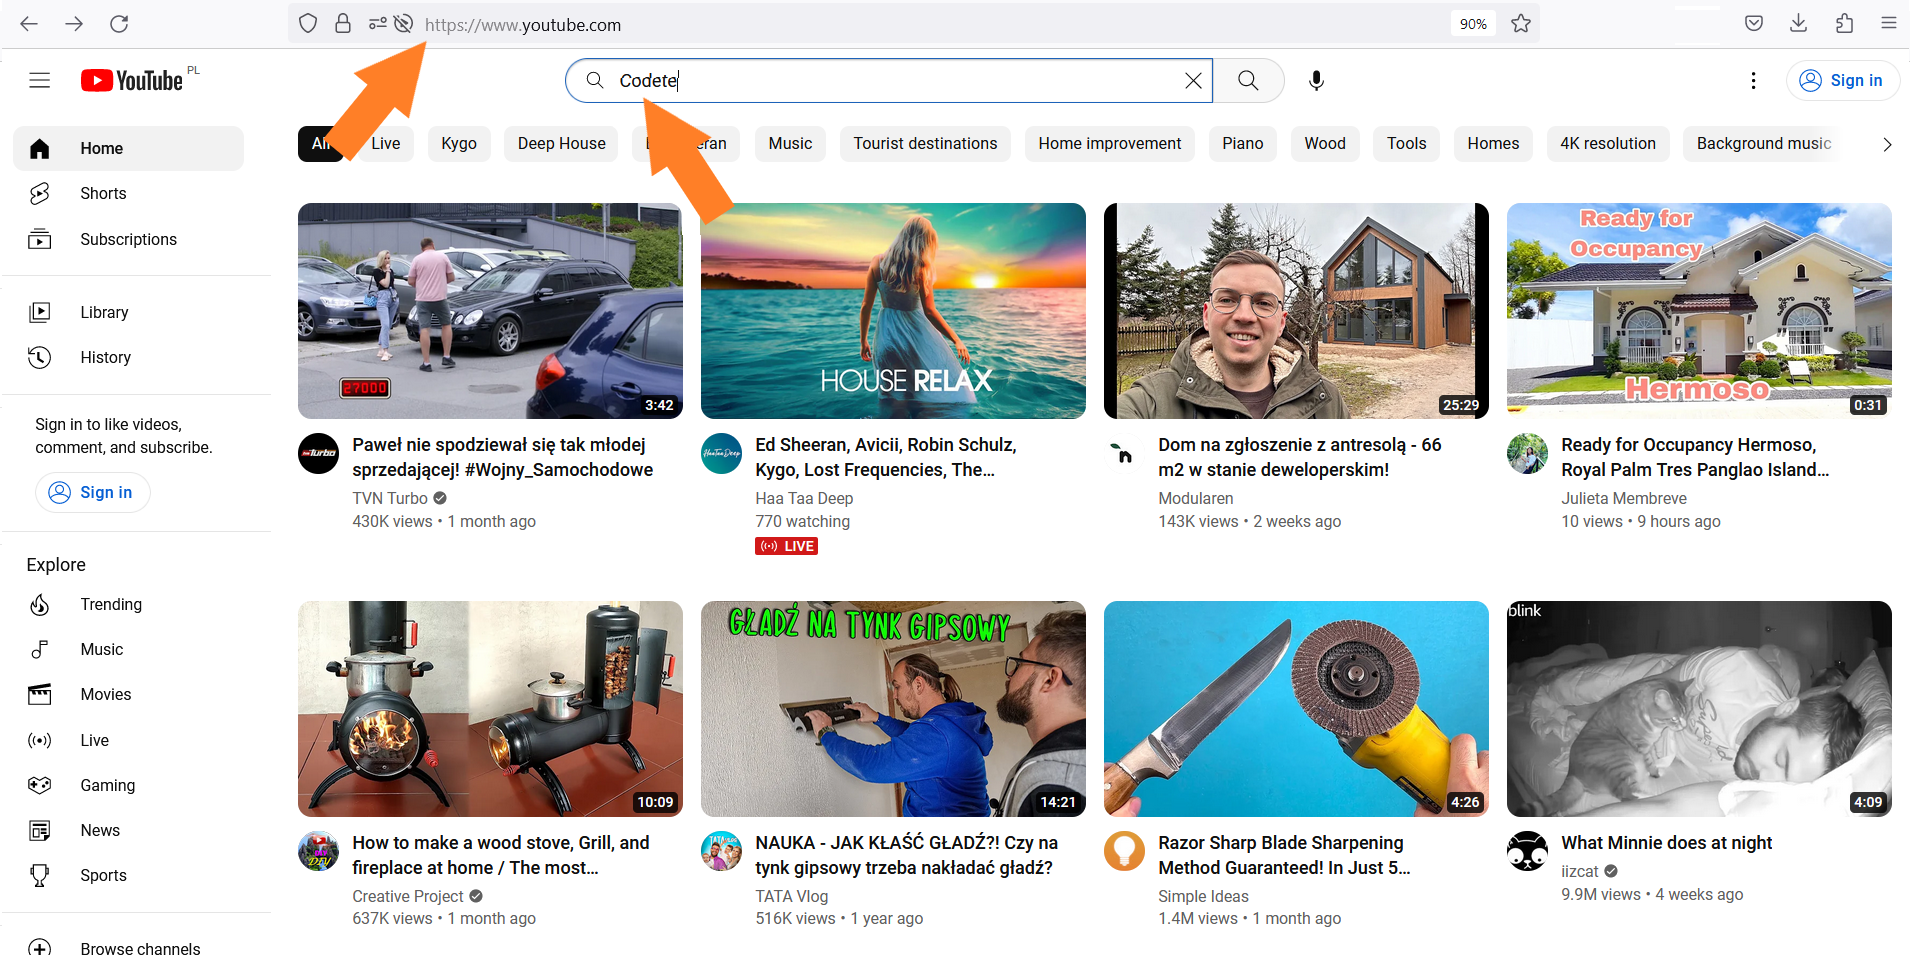 https://www.youtube.com
90%
YouTube PL
Codete
Sign in
All
Live
Kygo
Deep House
Music
Tourist destinations
Home improvement
Piano
Wood
Tools
Homes
4K resolution
Background music
Home
Shorts
Subscriptions
Library
History
Sign in to like videos,
comment, and subscribe.
Sign in
Explore
Trending
Music
Movies
Live
Gaming
News
Sports
Browse channels
27000
3:42
Turbo
Paweł nie spodziewał się tak młodej
sprzedającej! #Wojny_Samochodowe
TVN Turbo
430K views • 1 month ago
HOUSE RELAX
HaaTaaDeep
Ed Sheeran, Avicii, Robin Schulz,
Kygo, Lost Frequencies, The...
Haa Taa Deep
770 watching
LIVE
25:29
Dom na zgłoszenie z antresolą - 66
m2 w stanie deweloperskim!
Modularen
143K views • 2 weeks ago
Ready for
Occupancy
Hermoso
0:31
Ready for Occupancy Hermoso,
Royal Palm Tres Panglao Island...
Julieta Membreve
10 views • 9 hours ago
10:09
How to make a wood stove, Grill, and
fireplace at home / The most...
Creative Project
637K views • 1 month ago
GŁADŹ NA TYNK GIPSOWY
14:21
TATA VLOG
NAUKA - JAK KŁAŚĆ GŁADŹ?! Czy na
tynk gipsowy trzeba nakładać gładź?
TATA Vlog
516K views • 1 year ago
4:26
Razor Sharp Blade Sharpening
Method Guaranteed! In Just 5...
Simple Ideas
1.4M views • 1 month ago
blink
4:09
What Minnie does at night
iizcat
9.9M views • 4 weeks ago